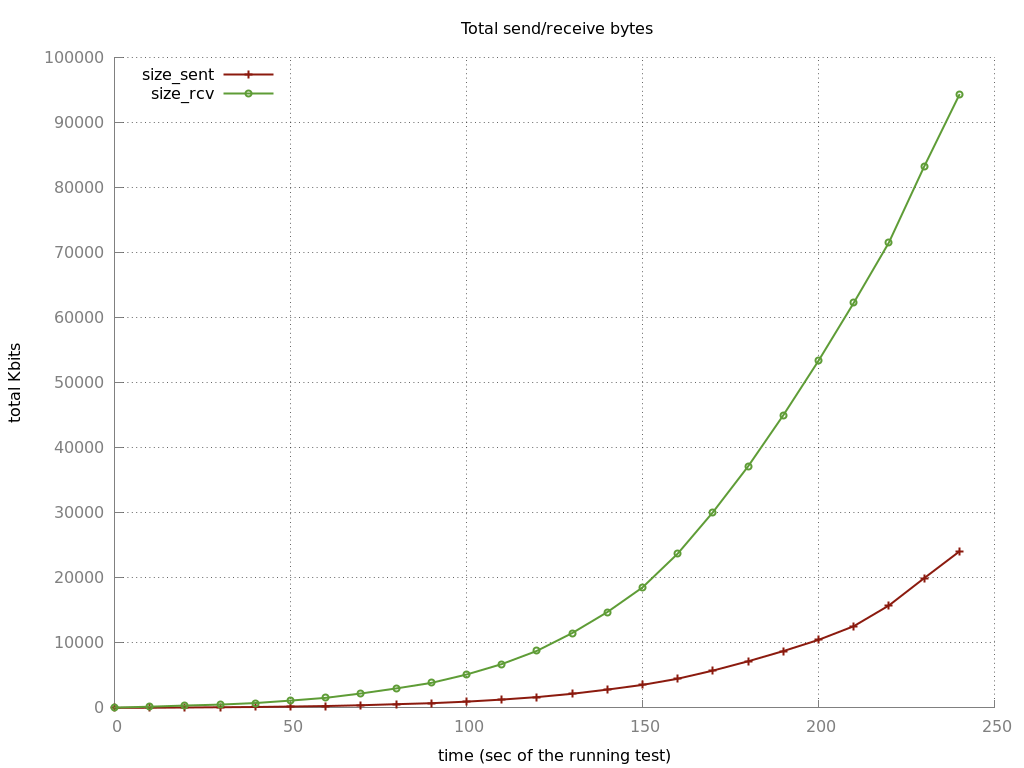 Total send/receive bytes
100000
90000
80000
70000
60000
50000
40000
30000
20000
10000
0
size_sent
size_rcv
total Kbits
0 50 100 150 200 250
time (sec of the running test)